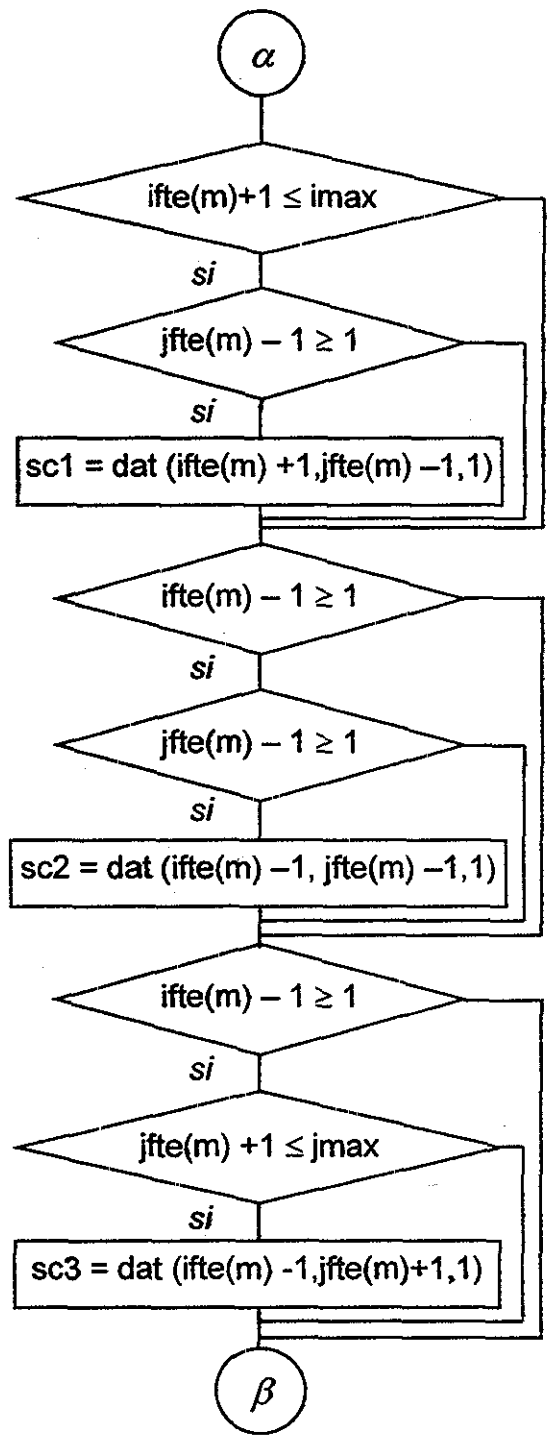 α
ifte(m)+1 ≤ imax
si
jfte(m) – 1 ≥ 1
si
sc1 = dat (ifte(m) +1,jfte(m) –1,1)
ifte(m) – 1 ≥ 1
si
jfte(m) – 1 ≥ 1
si
sc2 = dat (ifte(m) –1, jfte(m) –1,1)
ifte(m) – 1 ≥ 1
si
jfte(m) +1 ≤ jmax
si
sc3 = dat (ifte(m) -1,jfte(m)+1,1)
β